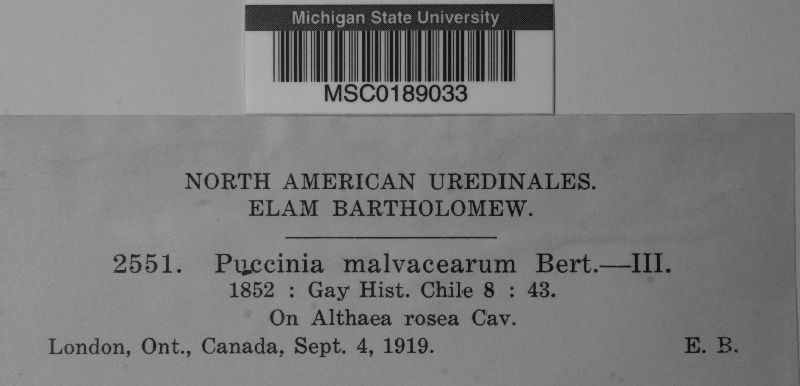 Michigan State University
MSC0189033
NORTH AMERICAN UREDINALES.
ELAM BARTHOLOMEW.
2551. Puccinia malvacearum Bert.—III.
1852 : Gay Hist. Chile 8 : 43.
On Althaea rosea Cav.
London, Ont., Canada, Sept. 4, 1919. E. B.